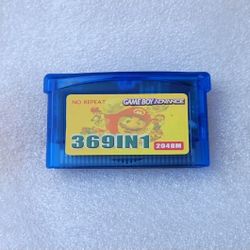 NO REPEAT GAME BOY ADVANCE
369IN1 2048M